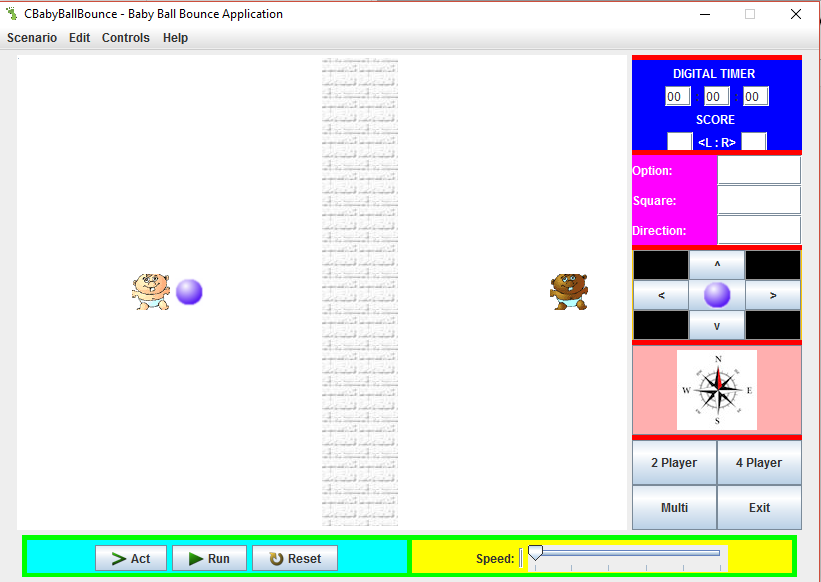 CBabyBallBounce - Baby Ball Bounce Application
Scenario Edit Controls Help
DIGITAL TIMER
00 : 00 : 00
SCORE
<L : R>
Option:
Square:
Direction:
^
< >
v
N
W E
S
2 Player 4 Player
Multi Exit
Act Run Reset Speed: